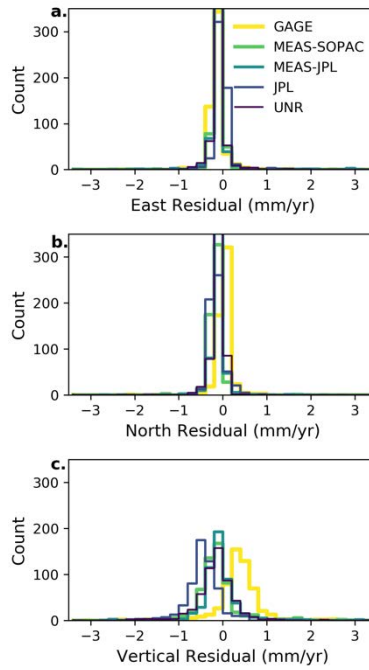 a.
300
200
100
0
Count
GAGE
MEAS-SOPAC
MEAS-JPL
JPL
UNR
−3 −2 −1 0 1 2 3
East Residual (mm/yr)
b.
300
200
100
0
Count
−3 −2 −1 0 1 2 3
North Residual (mm/yr)
c.
300
200
100
0
Count
−3 −2 −1 0 1 2 3
Vertical Residual (mm/yr)